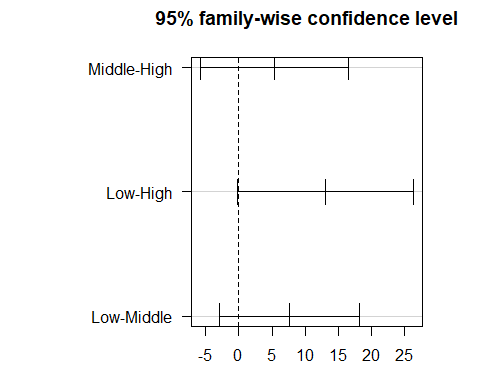 95% family-wise confidence level
Middle-High
Low-High
Low-Middle
-5 0 5 10 15 20 25